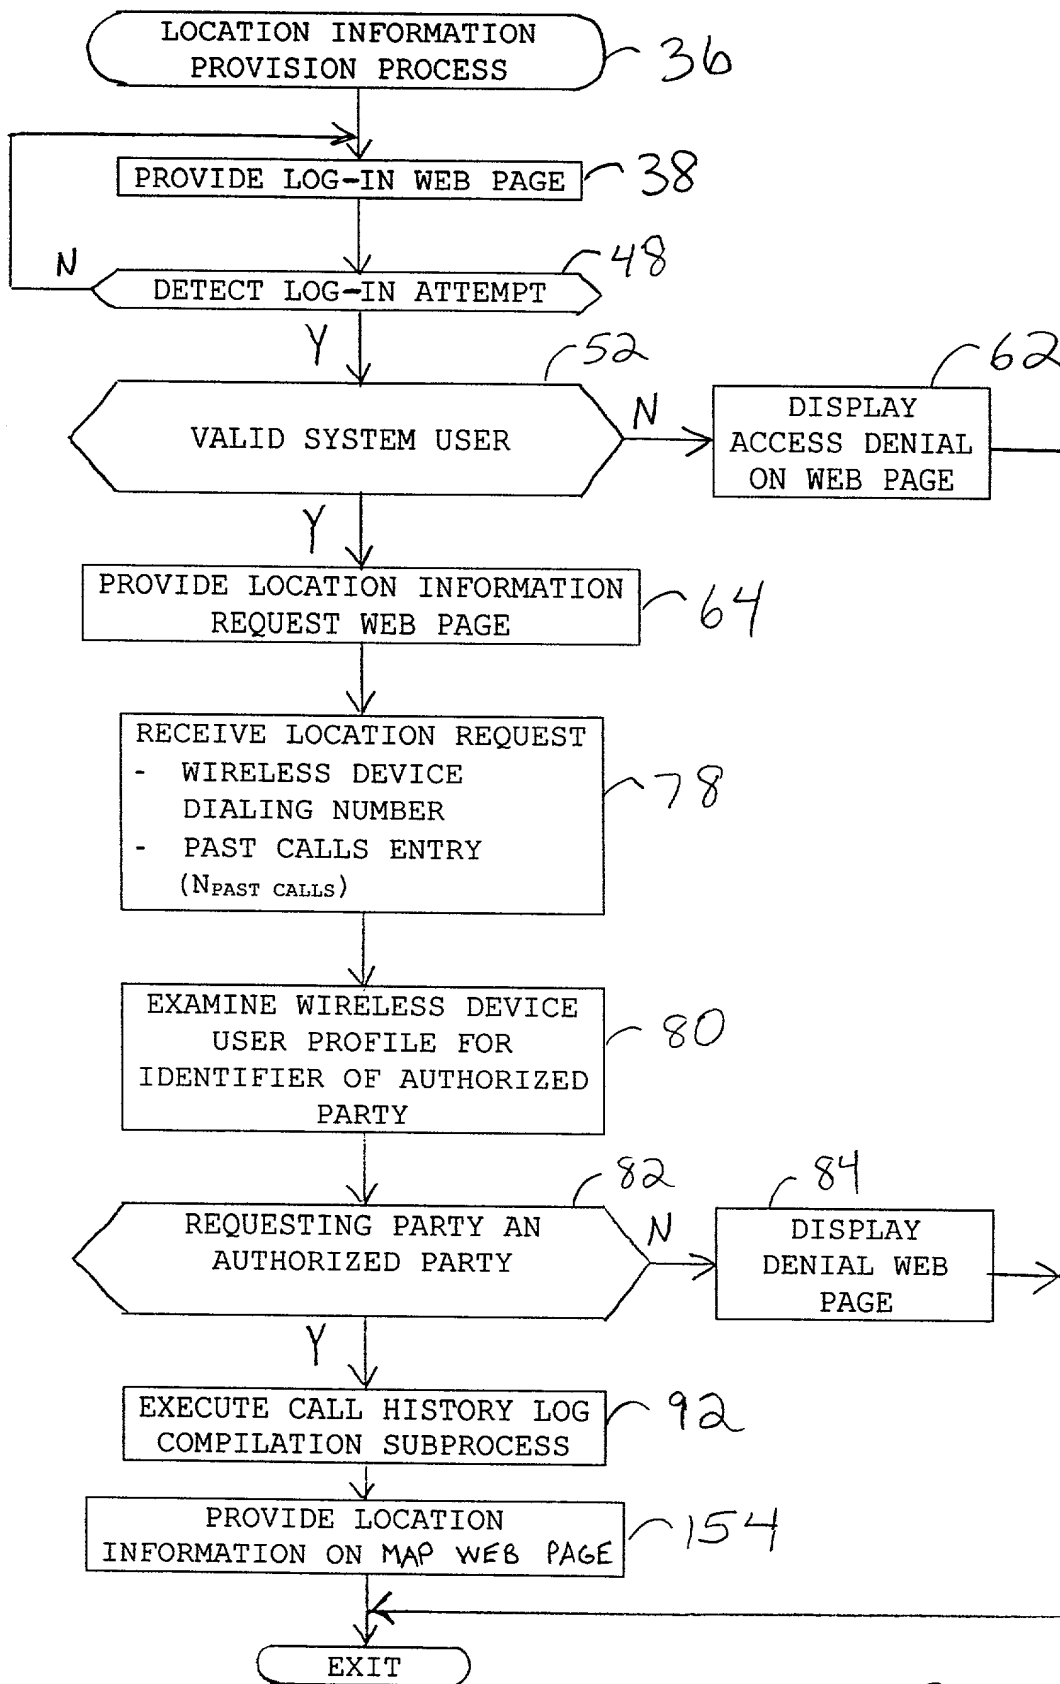 LOCATION INFORMATION
PROVISION PROCESS
36
PROVIDE LOG-IN WEB PAGE
38
N
48
DETECT LOG-IN ATTEMPT
Y
52
62
VALID SYSTEM USER
N
DISPLAY
ACCESS DENIAL
ON WEB PAGE
Y
PROVIDE LOCATION INFORMATION
REQUEST WEB PAGE
64
RECEIVE LOCATION REQUEST
- WIRELESS DEVICE
DIALING NUMBER
- PAST CALLS ENTRY
(NPAST CALLS)
78
EXAMINE WIRELESS DEVICE
USER PROFILE FOR
IDENTIFIER OF AUTHORIZED
PARTY
80
82
84
REQUESTING PARTY AN
AUTHORIZED PARTY
N
DISPLAY
DENIAL WEB
PAGE
Y
EXECUTE CALL HISTORY LOG
COMPILATION SUBPROCESS
92
PROVIDE LOCATION
INFORMATION ON MAP WEB PAGE
154
EXIT